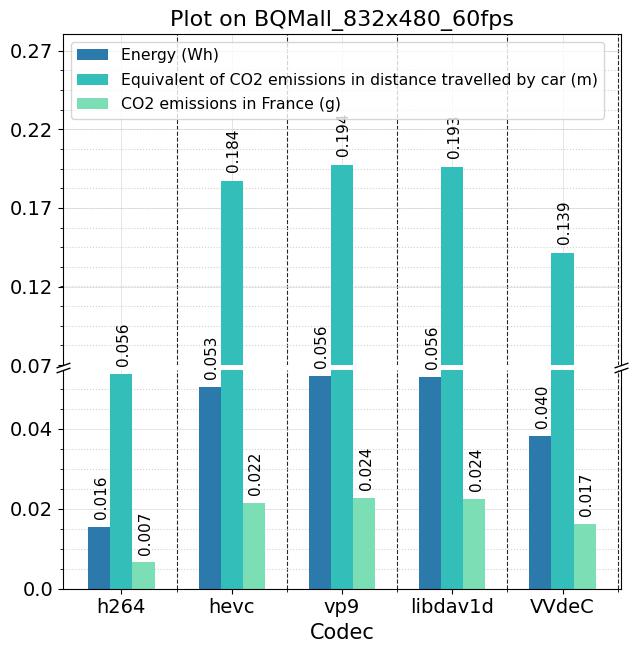 Plot on BQMall_832x480_60fps
Energy (Wh)
Equivalent of CO2 emissions in distance travelled by car (m)
CO2 emissions in France (g)
0.27
0.22
0.17
0.12
0.07
0.04
0.02
0.0
0.016
0.056
0.007
0.053
0.184
0.022
0.056
0.194
0.024
0.056
0.193
0.024
0.040
0.139
0.017
h264
hevc
vp9
libdav1d
VVdeC
Codec